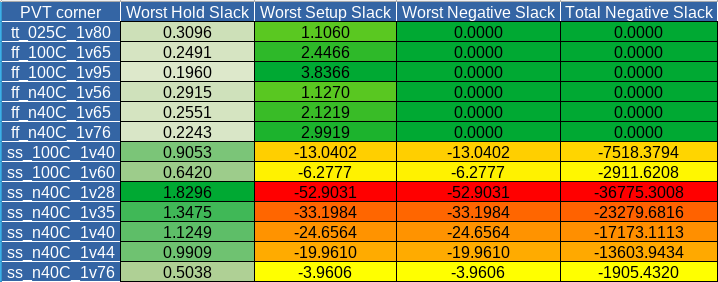 PVT corner Worst Hold Slack Worst Setup Slack Worst Negative Slack Total Negative Slack
tt_025C_1v80 0.3096 1.1060 0.0000 0.0000
ff_100C_1v65 0.2491 2.4466 0.0000 0.0000
ff_100C_1v95 0.1960 3.8366 0.0000 0.0000
ff_n40C_1v56 0.2915 1.1270 0.0000 0.0000
ff_n40C_1v65 0.2551 2.1219 0.0000 0.0000
ff_n40C_1v76 0.2243 2.9919 0.0000 0.0000
ss_100C_1v40 0.9053 -13.0402 -13.0402 -7518.3794
ss_100C_1v60 0.6420 -6.2777 -6.2777 -2911.6208
ss_n40C_1v28 1.8296 -52.9031 -52.9031 -36775.3008
ss_n40C_1v35 1.3475 -33.1984 -33.1984 -23279.6816
ss_n40C_1v40 1.1249 -24.6564 -24.6564 -17173.1113
ss_n40C_1v44 0.9909 -19.9610 -19.9610 -13603.9434
ss_n40C_1v76 0.5038 -3.9606 -3.9606 -1905.4320